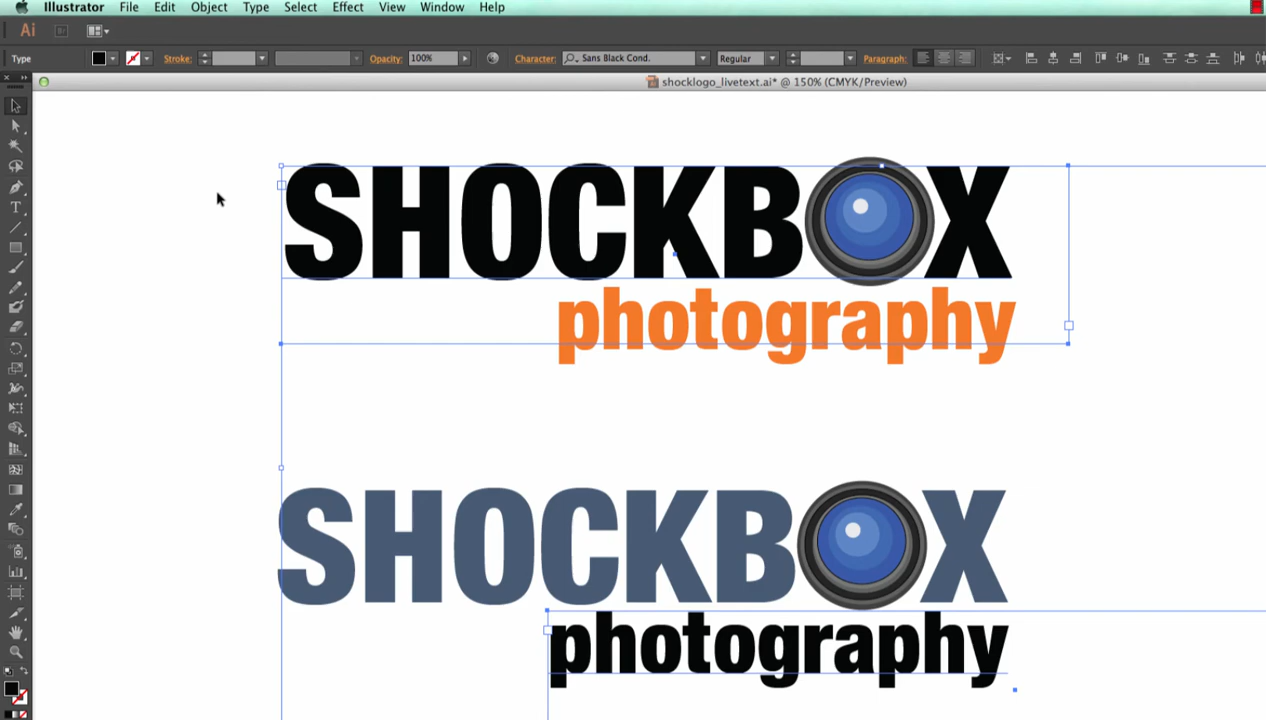 Illustrator File Edit Object Type Select Effect View Window Help
Ai
Type Stroke: Opacity: 100% Character: Sans Black Cond. Regular Paragraph:
shocklogo_livetext.ai* @ 150% (CMYK/Preview)
SHOCKBOX
photography
SHOCKBOX
photography